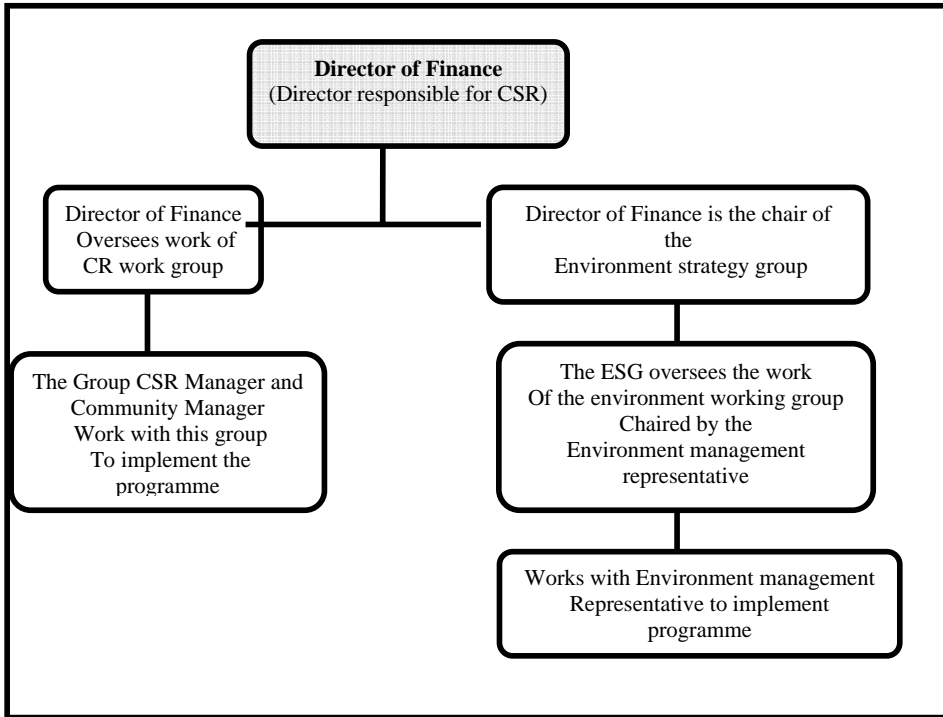 Director of Finance
(Director responsible for CSR)
Director of Finance
Oversees work of
CR work group
Director of Finance is the chair of
the
Environment strategy group
The Group CSR Manager and
Community Manager
Work with this group
To implement the
programme
The ESG oversees the work
Of the environment working group
Chaired by the
Environment management
representative
Works with Environment management
Representative to implement
programme